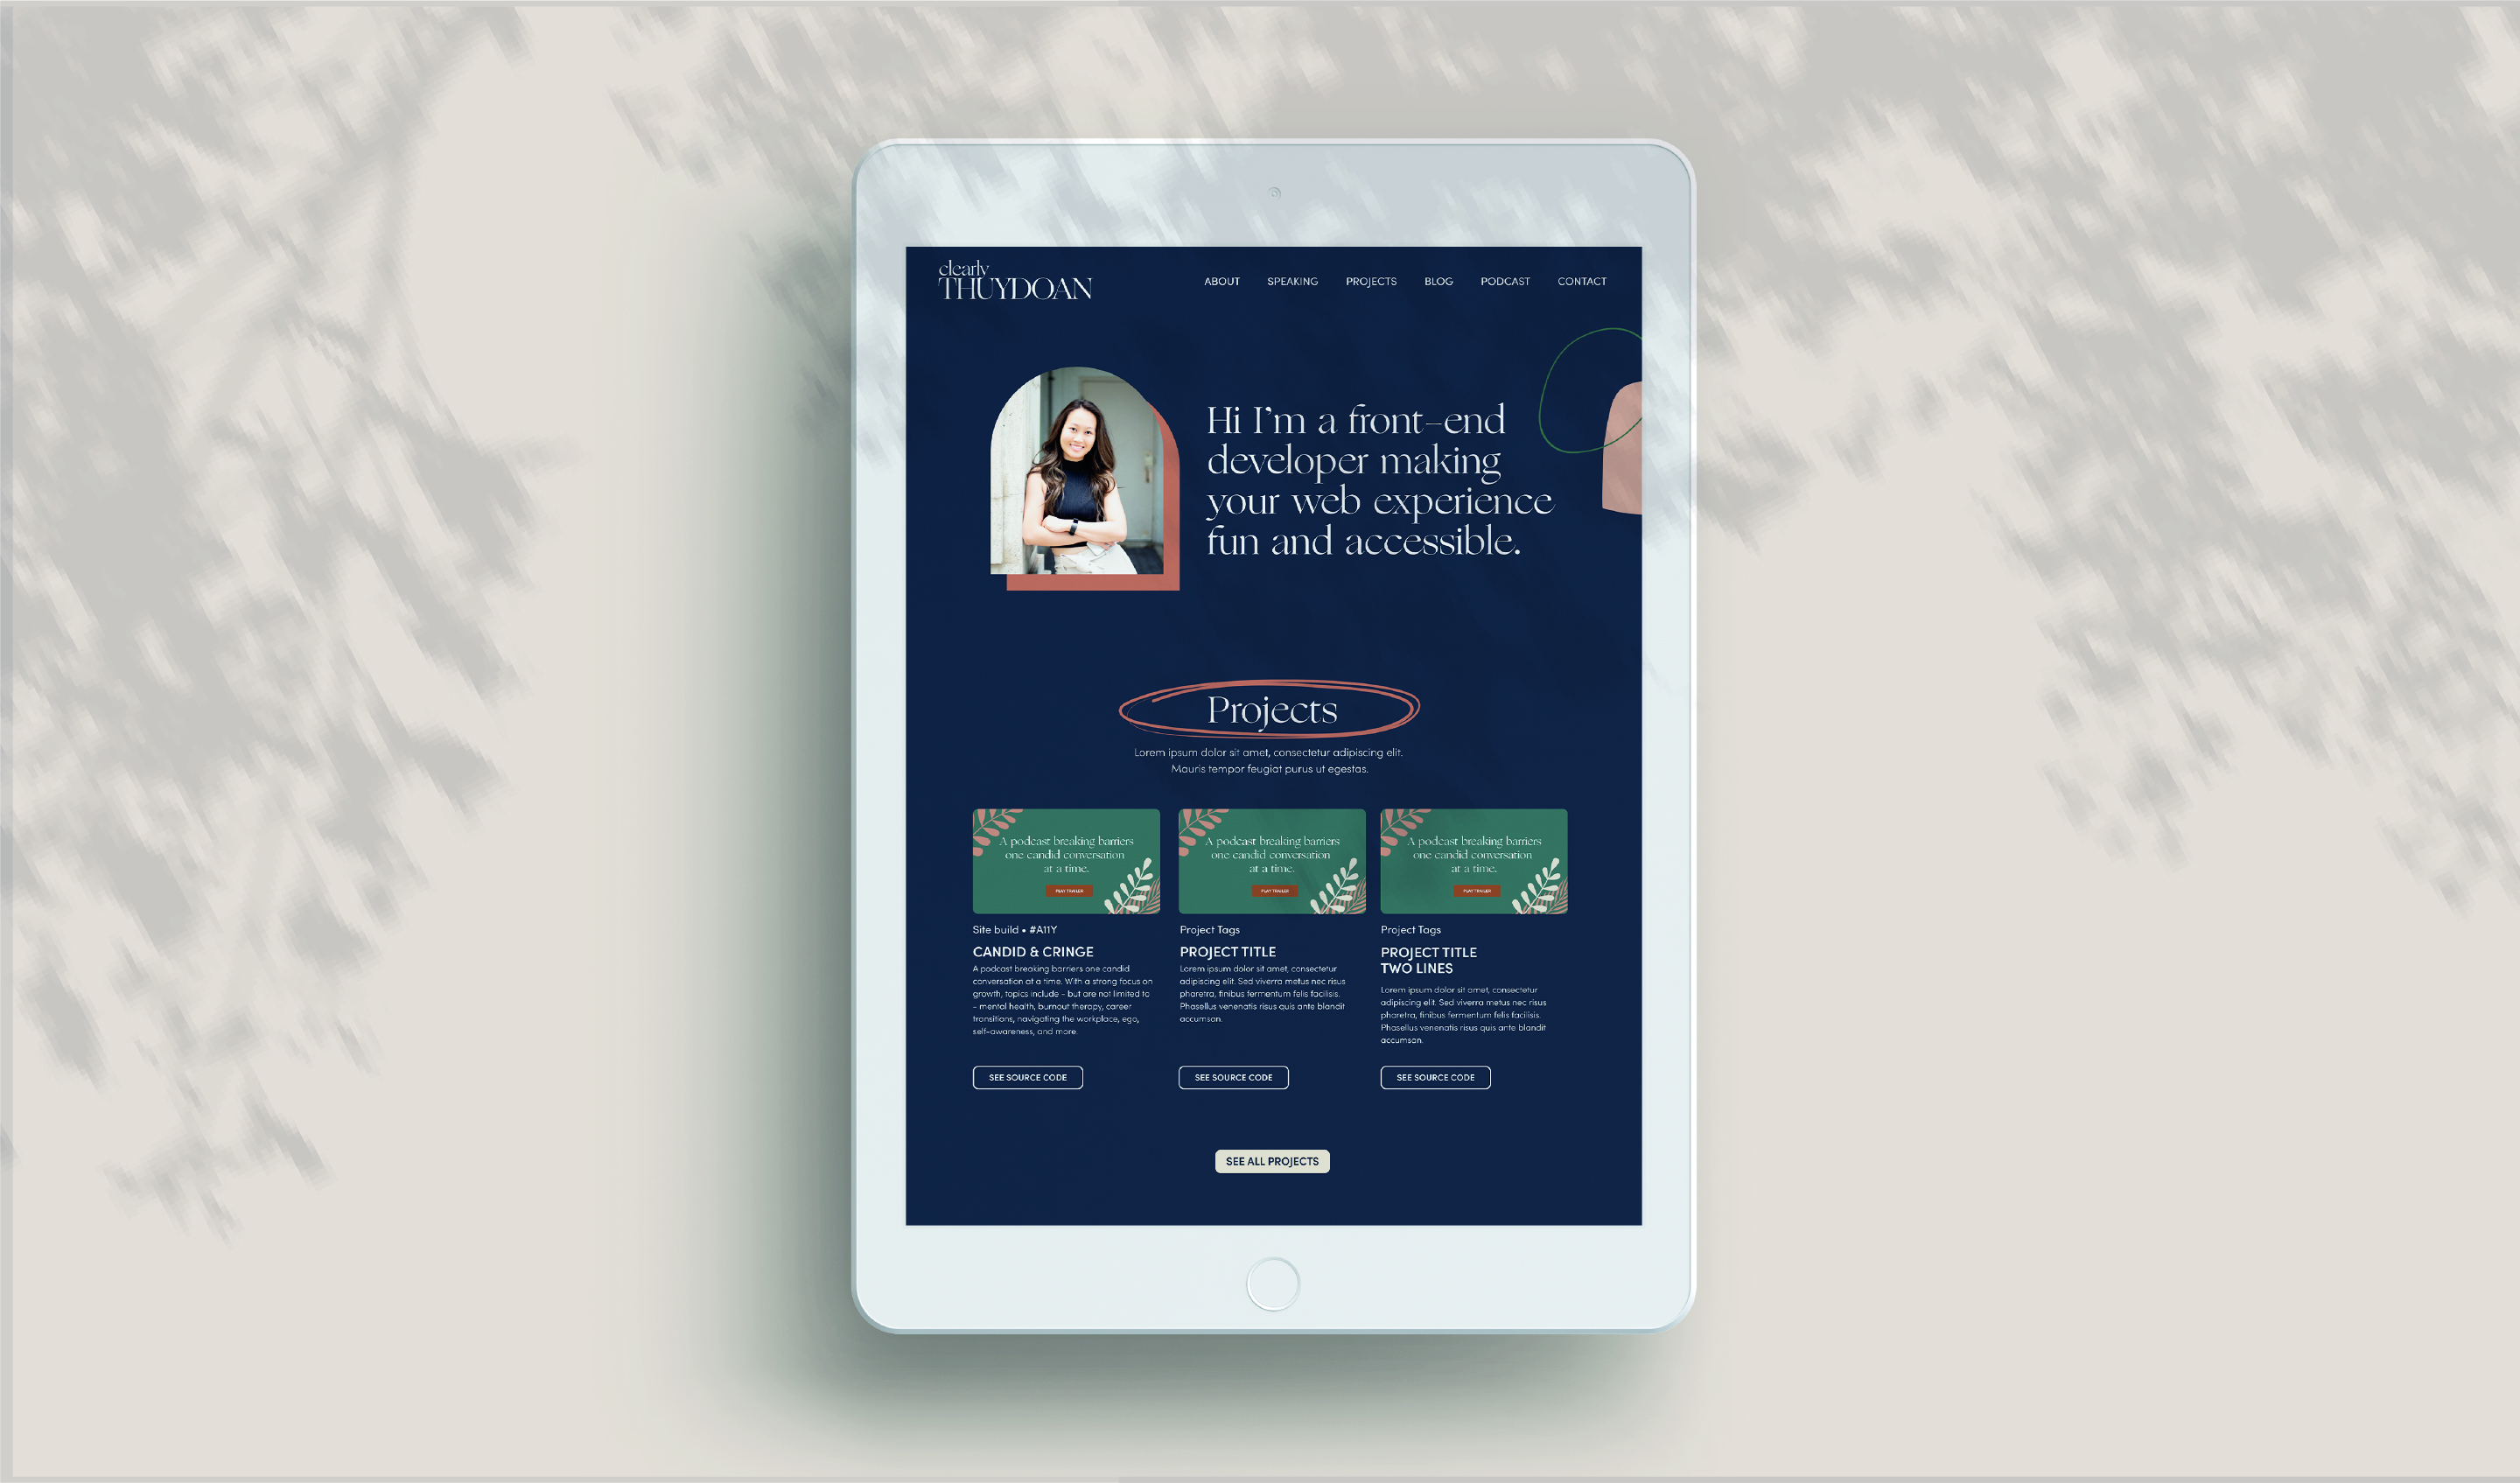 clearly
THUYDOAN
ABOUT SPEAKING PROJECTS BLOG PODCAST CONTACT
Hi I'm a front-end
developer making
your web experience
fun and accessible.
Projects
Lorem ipsum dolor sit amet, consectetur adipiscing elit.
Mauris tempor feugiat purus ut egestas.
A podcast breaking barriers
one candid conversation
at a time.
PLAY TRAILER
Site build • #A11Y
CANDID & CRINGE
A podcast breaking barriers one candid
conversation at a time. With a strong focus on
growth, topics include - but are not limited to
- mental health, burnout therapy, career
transitions, navigating the workplace, ego,
self-awareness, and more.
SEE SOURCE CODE
A podcast breaking barriers
one candid conversation
at a time.
PLAY TRAILER
Project Tags
PROJECT TITLE
Lorem ipsum dolor sit amet, consectetur
adipiscing elit. Sed viverra metus nec risus
pharetra, finibus fermentum felis facilisis.
Phasellus venenatis risus quis ante blandit
accumsan.
SEE SOURCE CODE
A podcast breaking barriers
one candid conversation
at a time.
PLAY TRAILER
Project Tags
PROJECT TITLE
TWO LINES
Lorem ipsum dolor sit amet, consectetur
adipiscing elit. Sed viverra metus nec risus
pharetra, finibus fermentum felis facilisis.
Phasellus venenatis risus quis ante blandit
accumsan.
SEE SOURCE CODE
SEE ALL PROJECTS